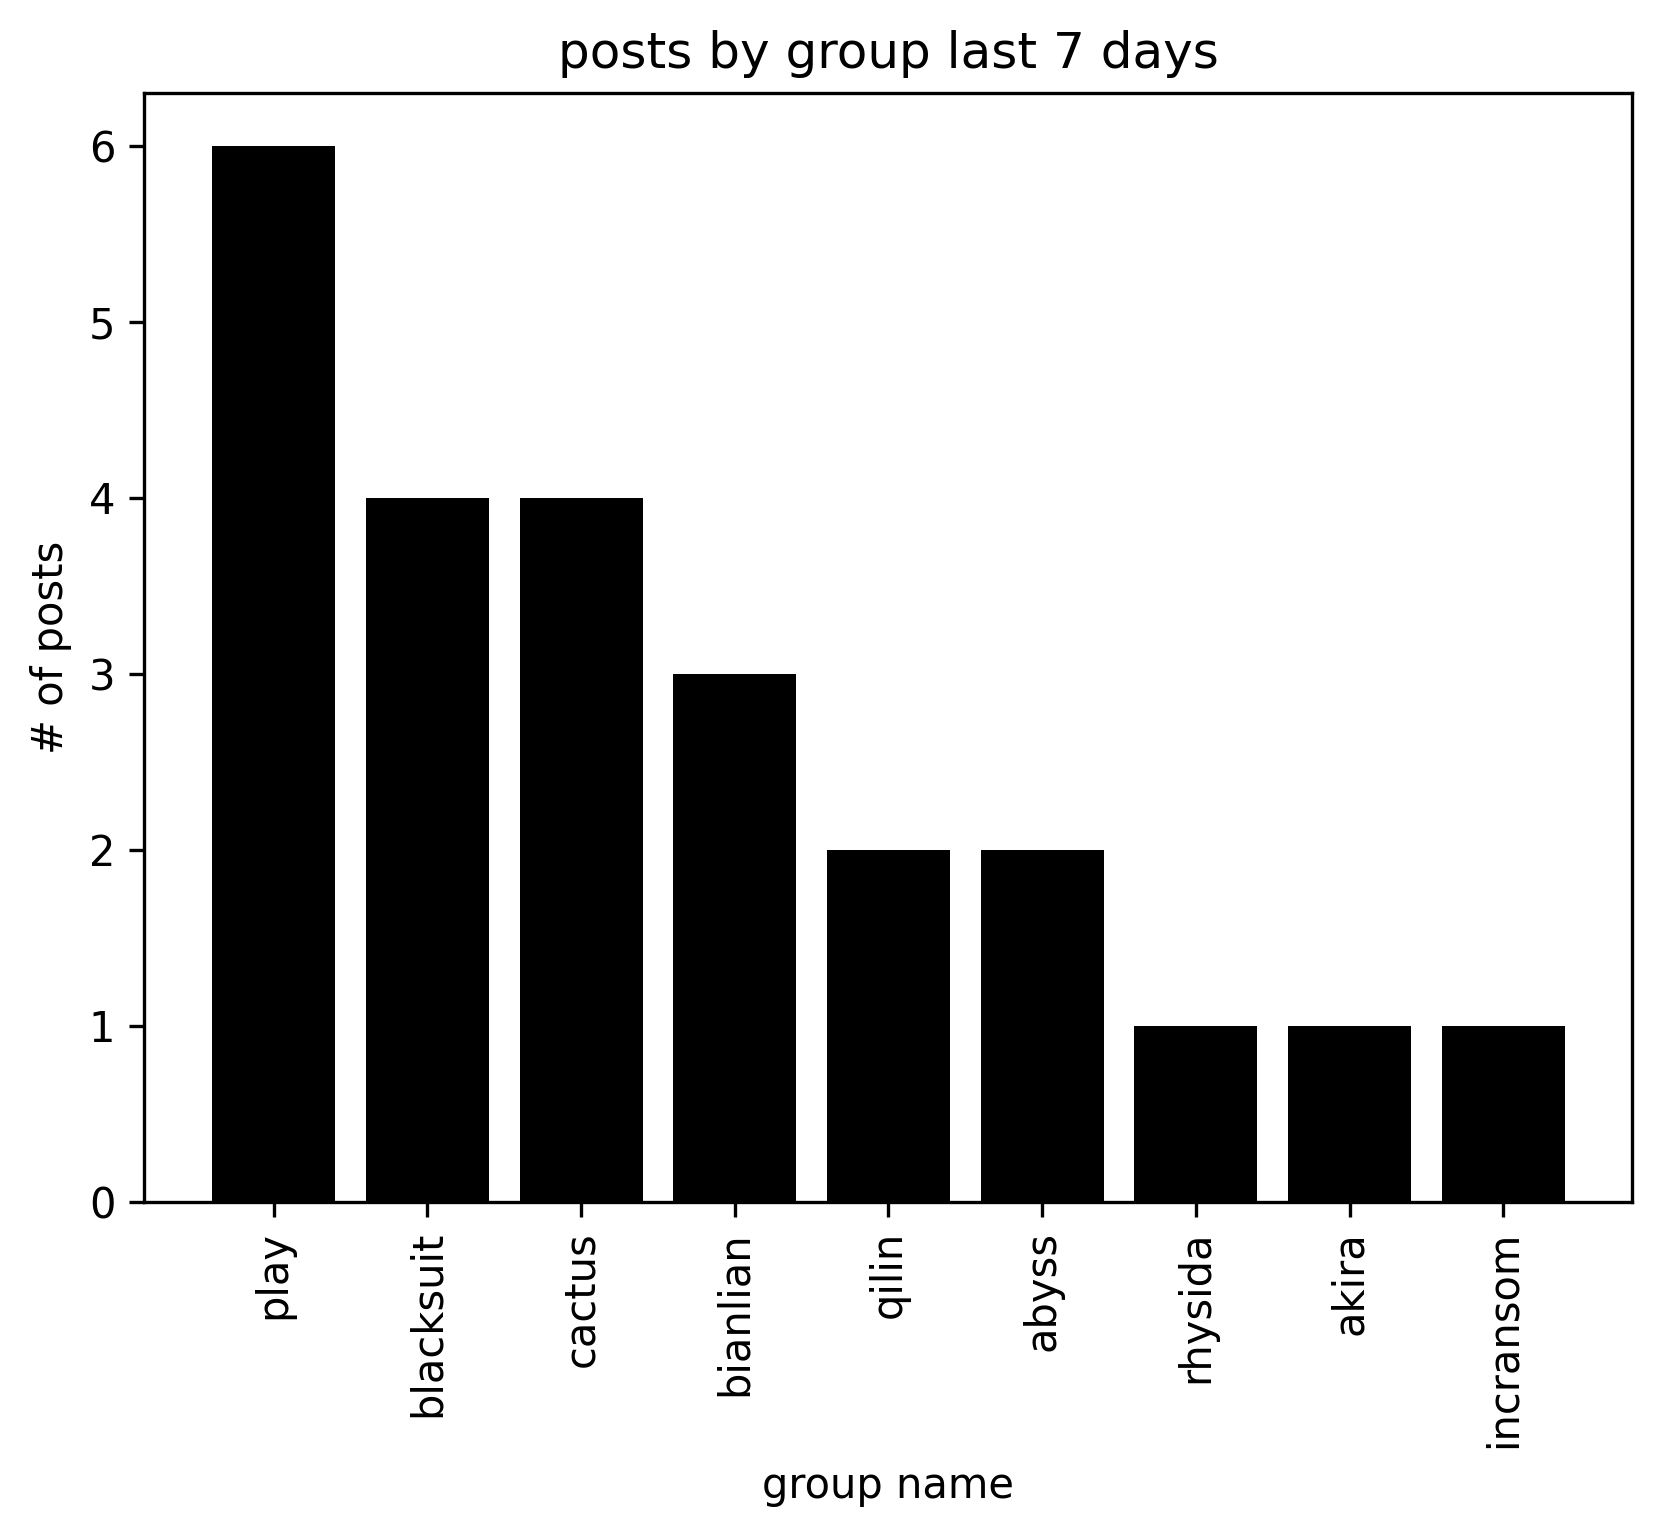 posts by group last 7 days
# of posts
6
5
4
3
2
1
0
play
blacksuit
cactus
bianlian
qilin
abyss
rhysida
akira
incransom
group name